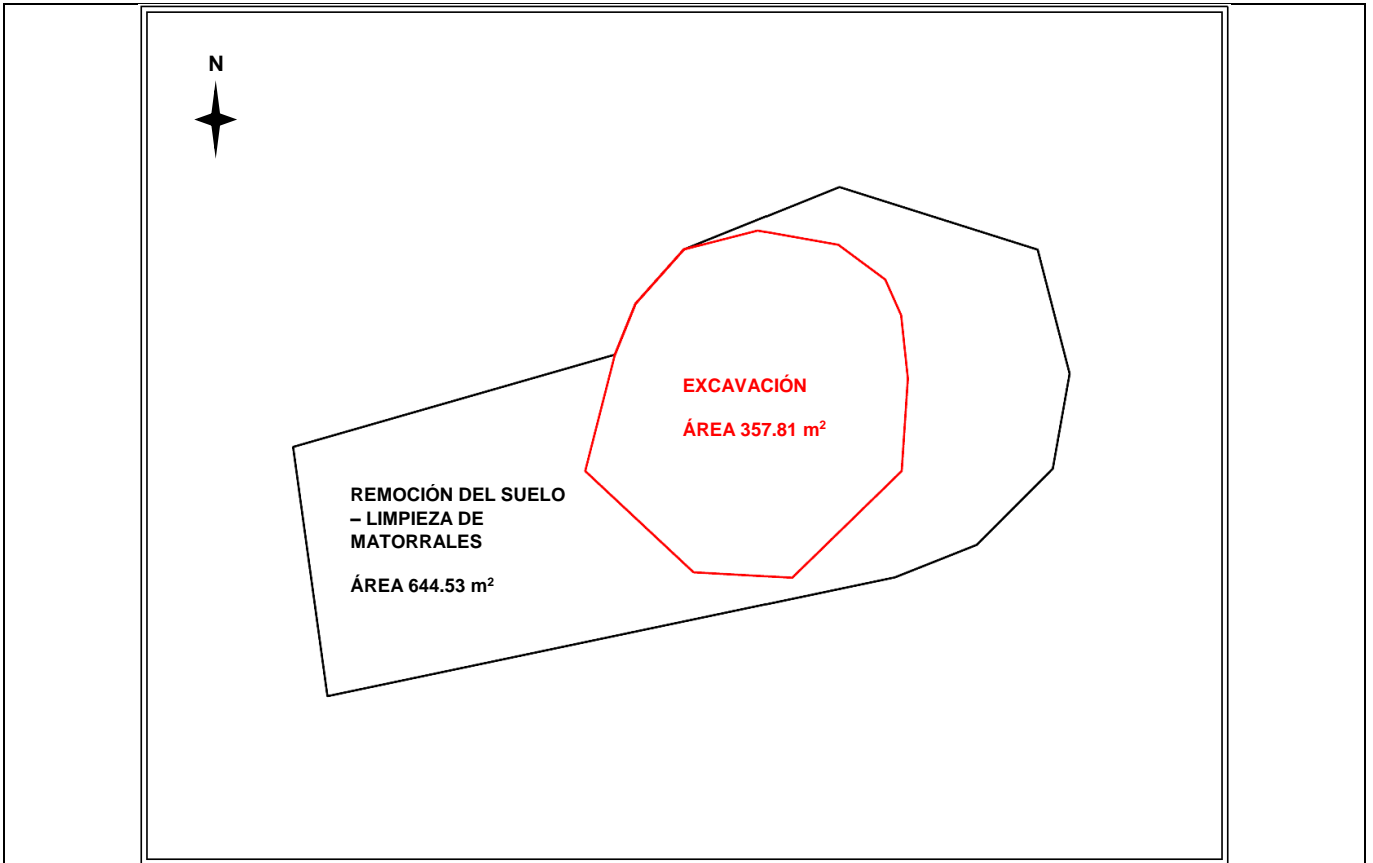 N
EXCAVACIÓN
ÁREA 357.81 m²
REMOCIÓN DEL SUELO
– LIMPIEZA DE
MATORRALES
ÁREA 644.53 m²